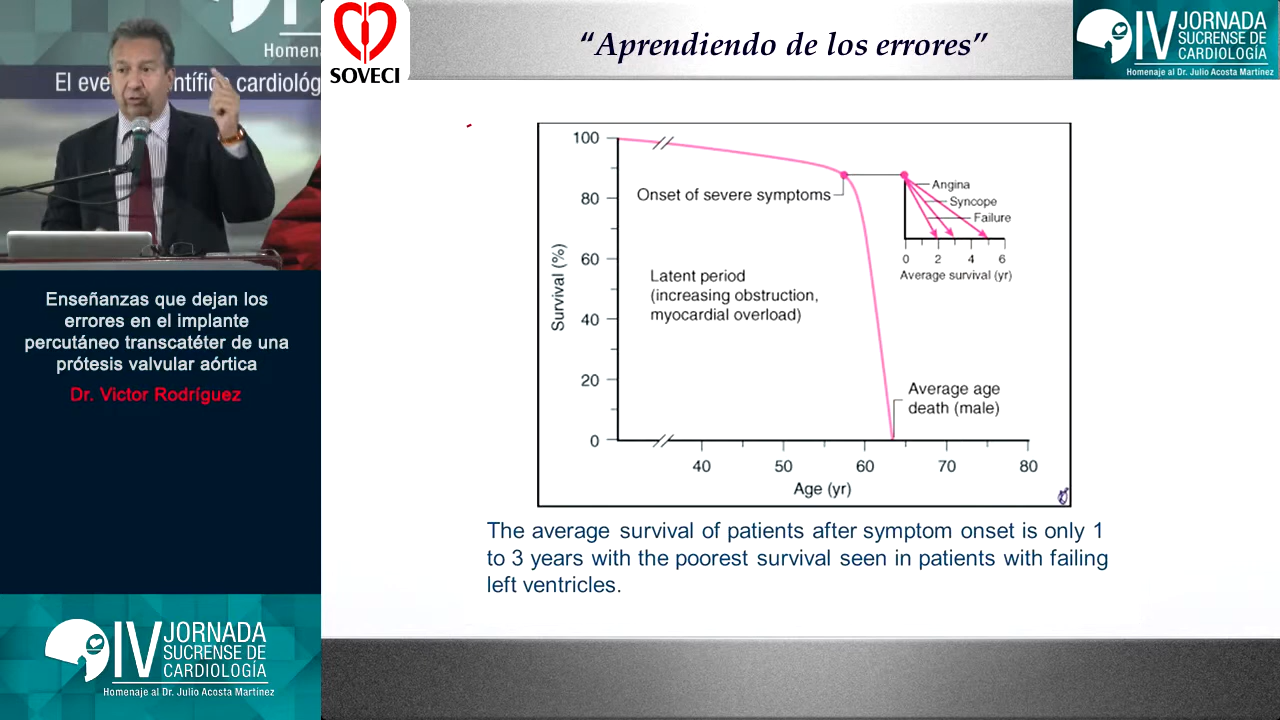 Homena
El eve
entífi
cardiológ
Enseñanzas que dejan los
errores en el implante
percutáneo transcatéter de una
prótesis valvular aórtica
Dr. Victor Rodríguez
IV JORNADA
SUCRENSE DE
CARDIOLOGÍA
Homenaje al Dr. Julio Acosta Martínez
SOVECI
“Aprendiendo de los errores”
IV JORNADA
SUCRENSE DE
CARDIOLOGÍA
Homenaje al Dr. Julio Acosta Martínez
Survival (%)
100
80
60
40
20
0
Onset of severe symptoms
Latent period
(increasing obstruction,
myocardial overload)
Angina
Syncope
Failure
0 2 4 6
Average survival (yr)
Average age
death (male)
40 50 60 70 80
Age (yr)
The average survival of patients after symptom onset is only 1
to 3 years with the poorest survival seen in patients with failing
left ventricles.